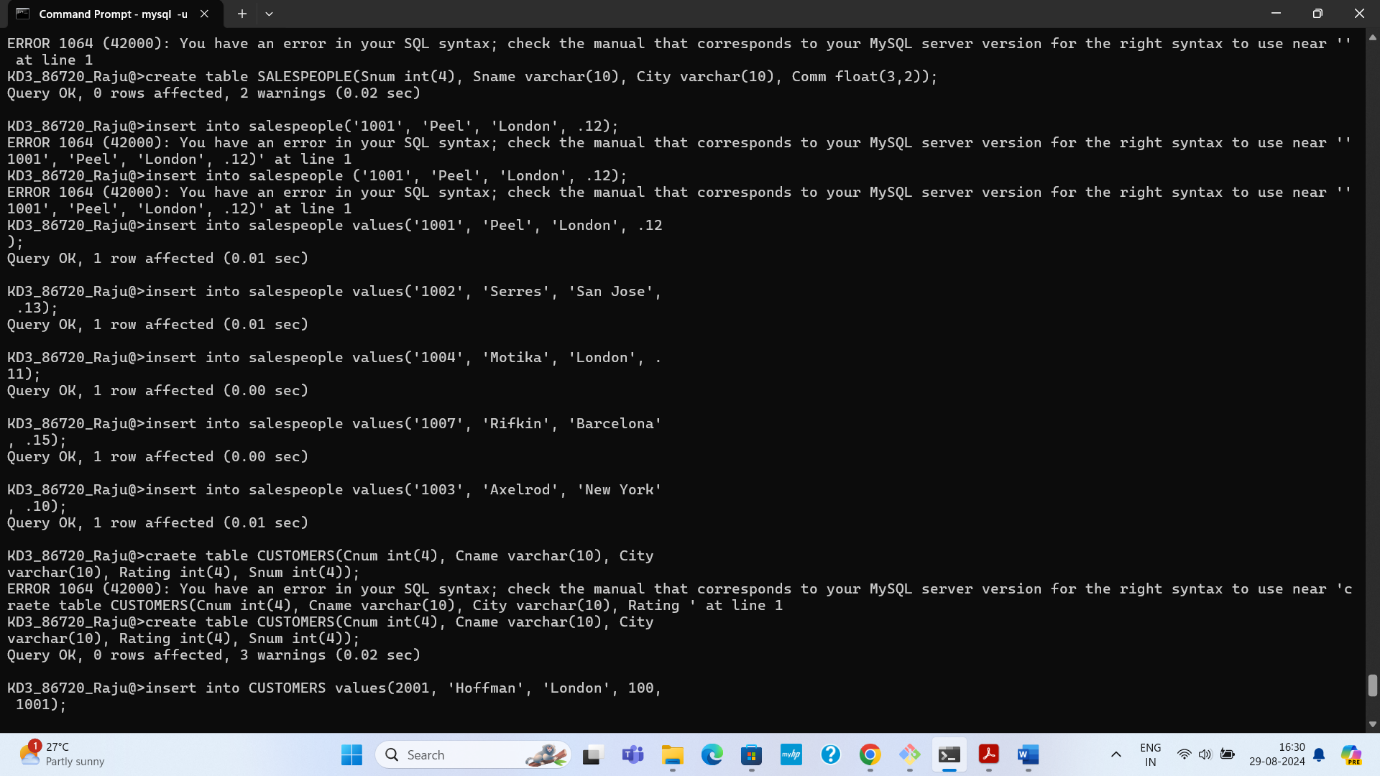 Command Prompt - mysql -u
ERROR 1064 (42000): You have an error in your SQL syntax; check the manual that corresponds to your MySQL server version for the right syntax to use near ''
at line 1
KD3_86720_Raju@>create table SALESPEOPLE(Snum int(4), Sname varchar(10), City varchar(10), Comm float(3,2));
Query OK, 0 rows affected, 2 warnings (0.02 sec)
KD3_86720_Raju@>insert into salespeople('1001', 'Peel', 'London', .12);
ERROR 1064 (42000): You have an error in your SQL syntax; check the manual that corresponds to your MySQL server version for the right syntax to use near ''
1001', 'Peel', 'London', .12)' at line 1
KD3_86720_Raju@>insert into salespeople ('1001', 'Peel', 'London', .12);
ERROR 1064 (42000): You have an error in your SQL syntax; check the manual that corresponds to your MySQL server version for the right syntax to use near ''
1001', 'Peel', 'London', .12)' at line 1
KD3_86720_Raju@>insert into salespeople values('1001', 'Peel', 'London', .12
);
Query OK, 1 row affected (0.01 sec)
KD3_86720_Raju@>insert into salespeople values('1002', 'Serres', 'San Jose',
.13);
Query OK, 1 row affected (0.01 sec)
KD3_86720_Raju@>insert into salespeople values('1004', 'Motika', 'London', .
11);
Query OK, 1 row affected (0.00 sec)
KD3_86720_Raju@>insert into salespeople values('1007', 'Rifkin', 'Barcelona'
, .15);
Query OK, 1 row affected (0.00 sec)
KD3_86720_Raju@>insert into salespeople values('1003', 'Axelrod', 'New York'
, .10);
Query OK, 1 row affected (0.01 sec)
KD3_86720_Raju@>craete table CUSTOMERS(Cnum int(4), Cname varchar(10), City
varchar(10), Rating int(4), Snum int(4));
ERROR 1064 (42000): You have an error in your SQL syntax; check the manual that corresponds to your MySQL server version for the right syntax to use near 'c
raete table CUSTOMERS(Cnum int(4), Cname varchar(10), City varchar(10), Rating ' at line 1
KD3_86720_Raju@>create table CUSTOMERS(Cnum int(4), Cname varchar(10), City
varchar(10), Rating int(4), Snum int(4));
Query OK, 0 rows affected, 3 warnings (0.02 sec)
KD3_86720_Raju@>insert into CUSTOMERS values(2001, 'Hoffman', 'London', 100,
1001);
1
27°C
Partly sunny
Search
myhp
ENG
IN
16:30
29-08-2024
PRE